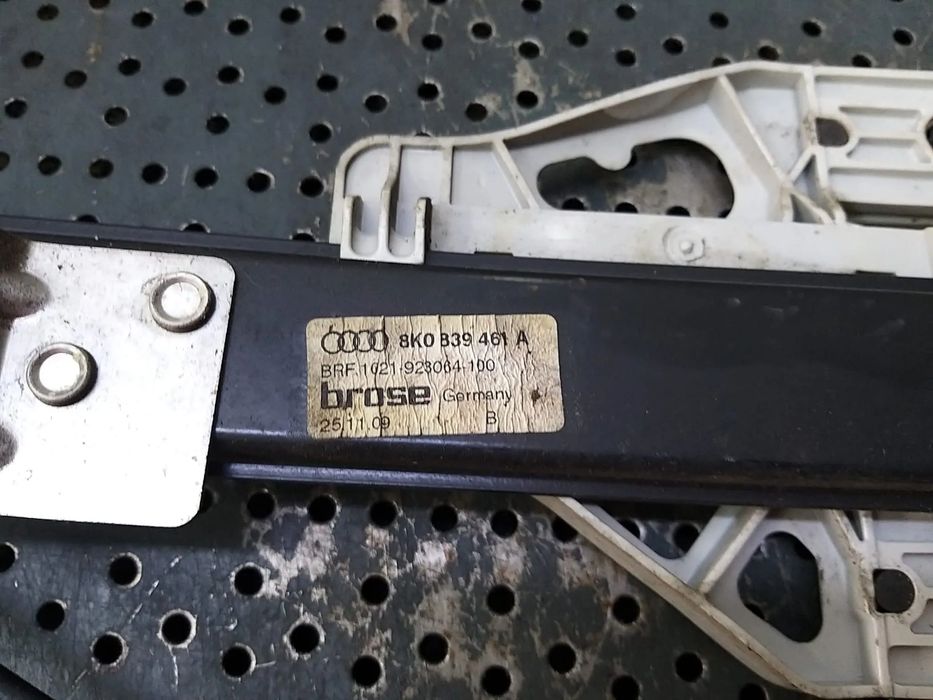 8K0 839 461 A
BRF 1021-923064-100
brose Germany
25.11.09 B